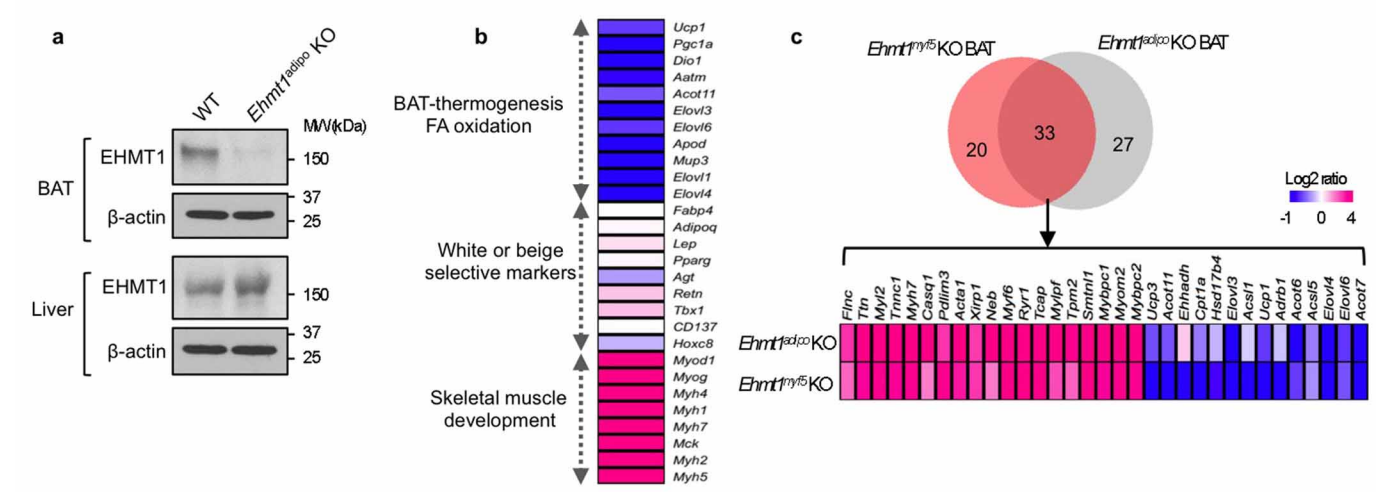 a
WT
Ehmt1adipo KO
MW(kDa)
BAT
EHMT1
150
β-actin
37
25
Liver
EHMT1
150
β-actin
37
25
b
BAT-thermogenesis
FA oxidation
White or beige
selective markers
Skeletal muscle
development
Ucp1
Pgc1a
Dio1
Aatm
Acot11
Elovl3
Elovl6
Apod
Mup3
Elovl1
Elovl4
Fabp4
Adipoq
Lep
Pparg
Agt
Retn
Tbx1
CD137
Hoxc8
Myod1
Myog
Myh4
Myh1
Myh7
Mck
Myh2
Myh5
c
Ehmt1myf5 KO BAT
Ehmt1adipo KO BAT
20
33
27
Log2 ratio
-1 0 4
Flnc
Ttn
Myl2
Tnnc1
Myh7
Casq1
Pdlim3
Acta1
Xirp1
Neb
Myf6
Ryr1
Tcap
Mylpf
Tpm2
Smtnl1
Mybpc1
Myom2
Mybpc2
Ucp3
Acot11
Ehhadh
Cpt1a
Hsd17b4
Elovl3
Acsl1
Ucp1
Adrb1
Acot6
Acsl5
Elovl4
Elovl6
Acot7
Ehmt1adipo KO
Ehmt1myf5 KO